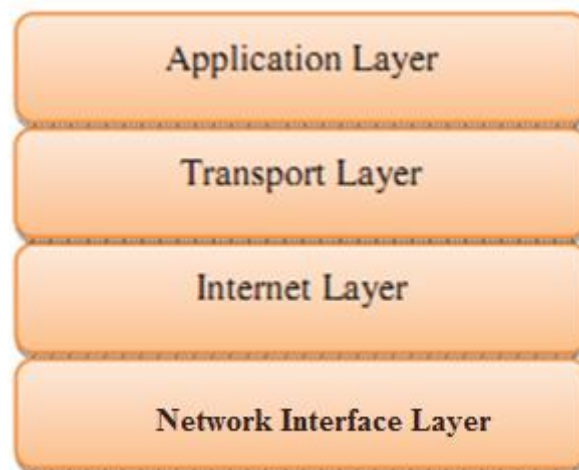 Application Layer
Transport Layer
Internet Layer
Network Interface Layer